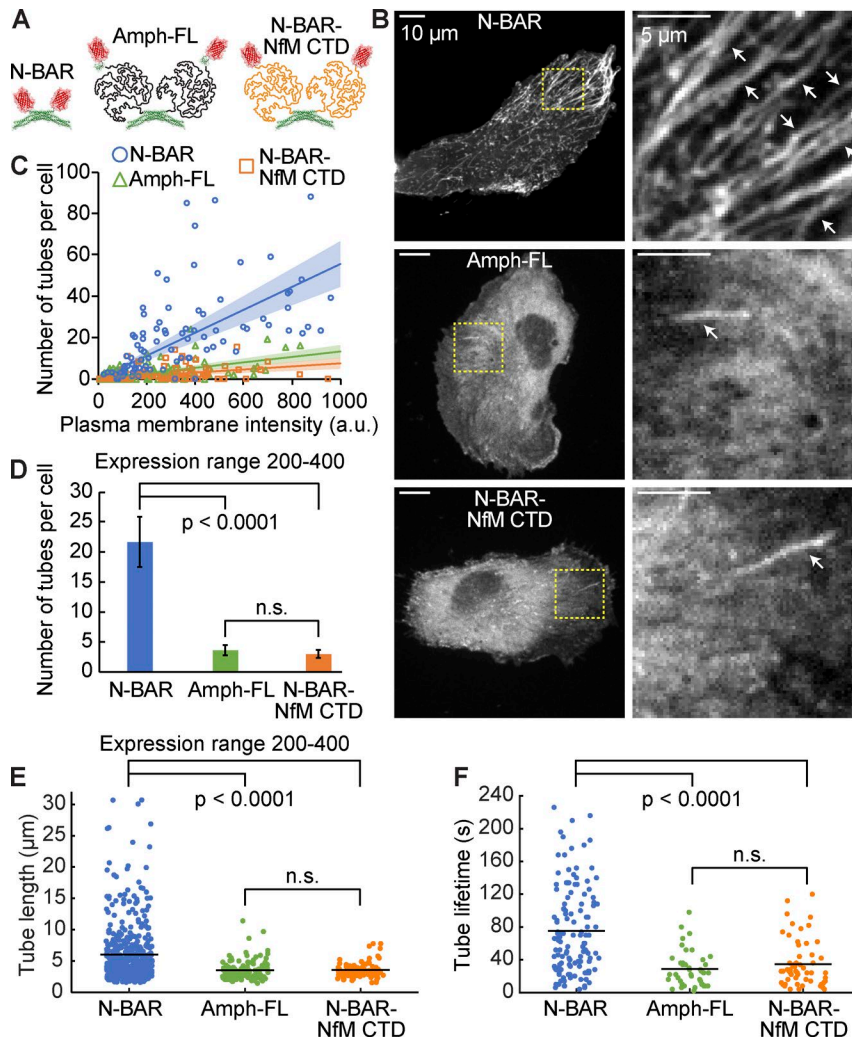 A
N-BAR
Amph-FL
N-BAR-
NfM CTD
B
N-BAR
10 µm
5 µm
Amph-FL
N-BAR-
NfM CTD
C
N-BAR
Amph-FL
N-BAR-
NfM CTD
Number of tubes per cell
100
80
60
40
20
0
0 200 400 600 800 1000
Plasma membrane intensity (a.u.)
D
Expression range 200-400
Number of tubes per cell
30
25
20
15
10
5
0
p < 0.0001
n.s.
N-BAR Amph-FL N-BAR-
NfM CTD
Expression range 200-400
E
Tube length (µm)
30
25
20
15
10
5
0
p < 0.0001
n.s.
N-BAR Amph-FL N-BAR-
NfM CTD
F
Tube lifetime (s)
240
200
160
120
80
40
0
p < 0.0001
n.s.
N-BAR Amph-FL N-BAR-
NfM CTD